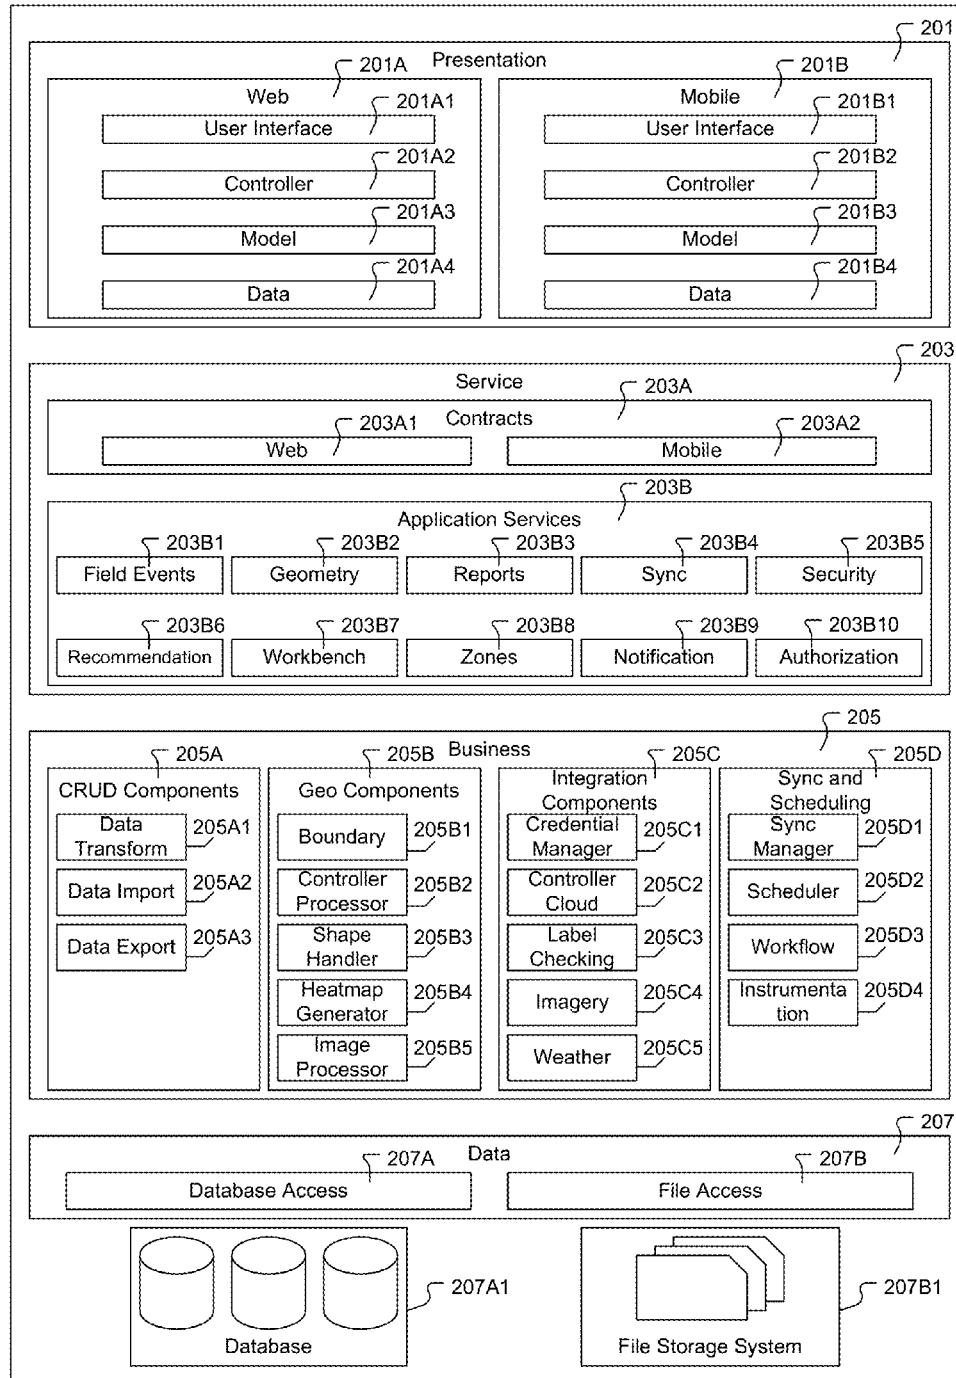 201
Presentation
201A
201B
Web
Mobile
201A1
201B1
User Interface
User Interface
201A2
201B2
Controller
Controller
201A3
201B3
Model
Model
201A4
201B4
Data
Data
203
Service
203A
Contracts
203A1
203A2
Web
Mobile
203B
Application Services
203B1
203B2
203B3
203B4
203B5
Field Events
Geometry
Reports
Sync
Security
203B6
203B7
203B8
203B9
203B10
Recommendation
Workbench
Zones
Notification
Authorization
205
Business
205A
CRUD Components
Data
Transform
205A1
Data Import
205A2
Data Export
205A3
205B
Geo Components
Boundary
205B1
Controller
Processor
205B2
Shape
Handler
205B3
Heatmap
Generator
205B4
Image
Processor
205B5
205C
Integration
Components
Credential
Manager
205C1
Controller
Cloud
205C2
Label
Checking
205C3
Imagery
205C4
Weather
205C5
205D
Sync and
Scheduling
Sync
Manager
205D1
Scheduler
205D2
Workflow
205D3
Instrumenta
tion
205D4
207
Data
207A
207B
Database Access
File Access
207A1
Database
207B1
File Storage System